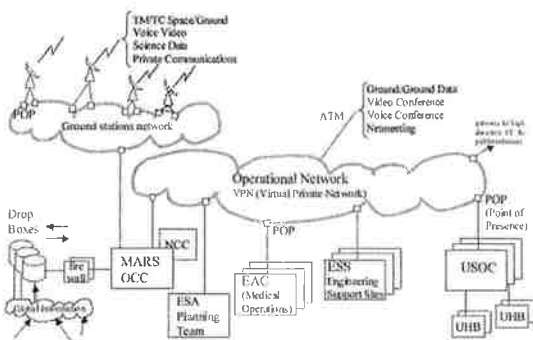 TM/TC Space/Ground
Voice Video
Science Data
Private Communications
POP
Ground stations network
ATM
Ground/Ground Data
Video Conference
Voice Conference
Netmeeting
Operational Network
VPN (Virtual Private Network)
POP
(Point of
Presence)
Drop
Boxes
fire
wall
MARS
OCC
NCC
POP
ESA
Planning
Team
EAC
(Medical
Operations)
ESS
Engineering
Support Sites
USOC
UHB
UHB
Global Information